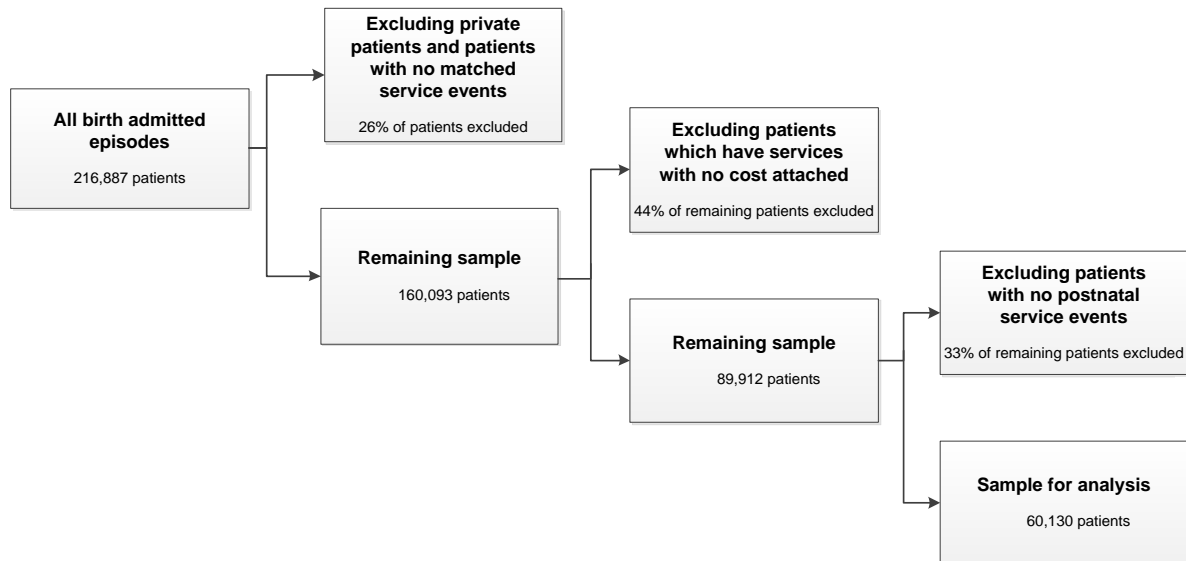 All birth admitted
episodes
216,887 patients
Excluding private
patients and patients
with no matched
service events
26% of patients excluded
Remaining sample
160,093 patients
Excluding patients
which have services
with no cost attached
44% of remaining patients excluded
Remaining sample
89,912 patients
Excluding patients
with no postnatal
service events
33% of remaining patients excluded
Sample for analysis
60,130 patients